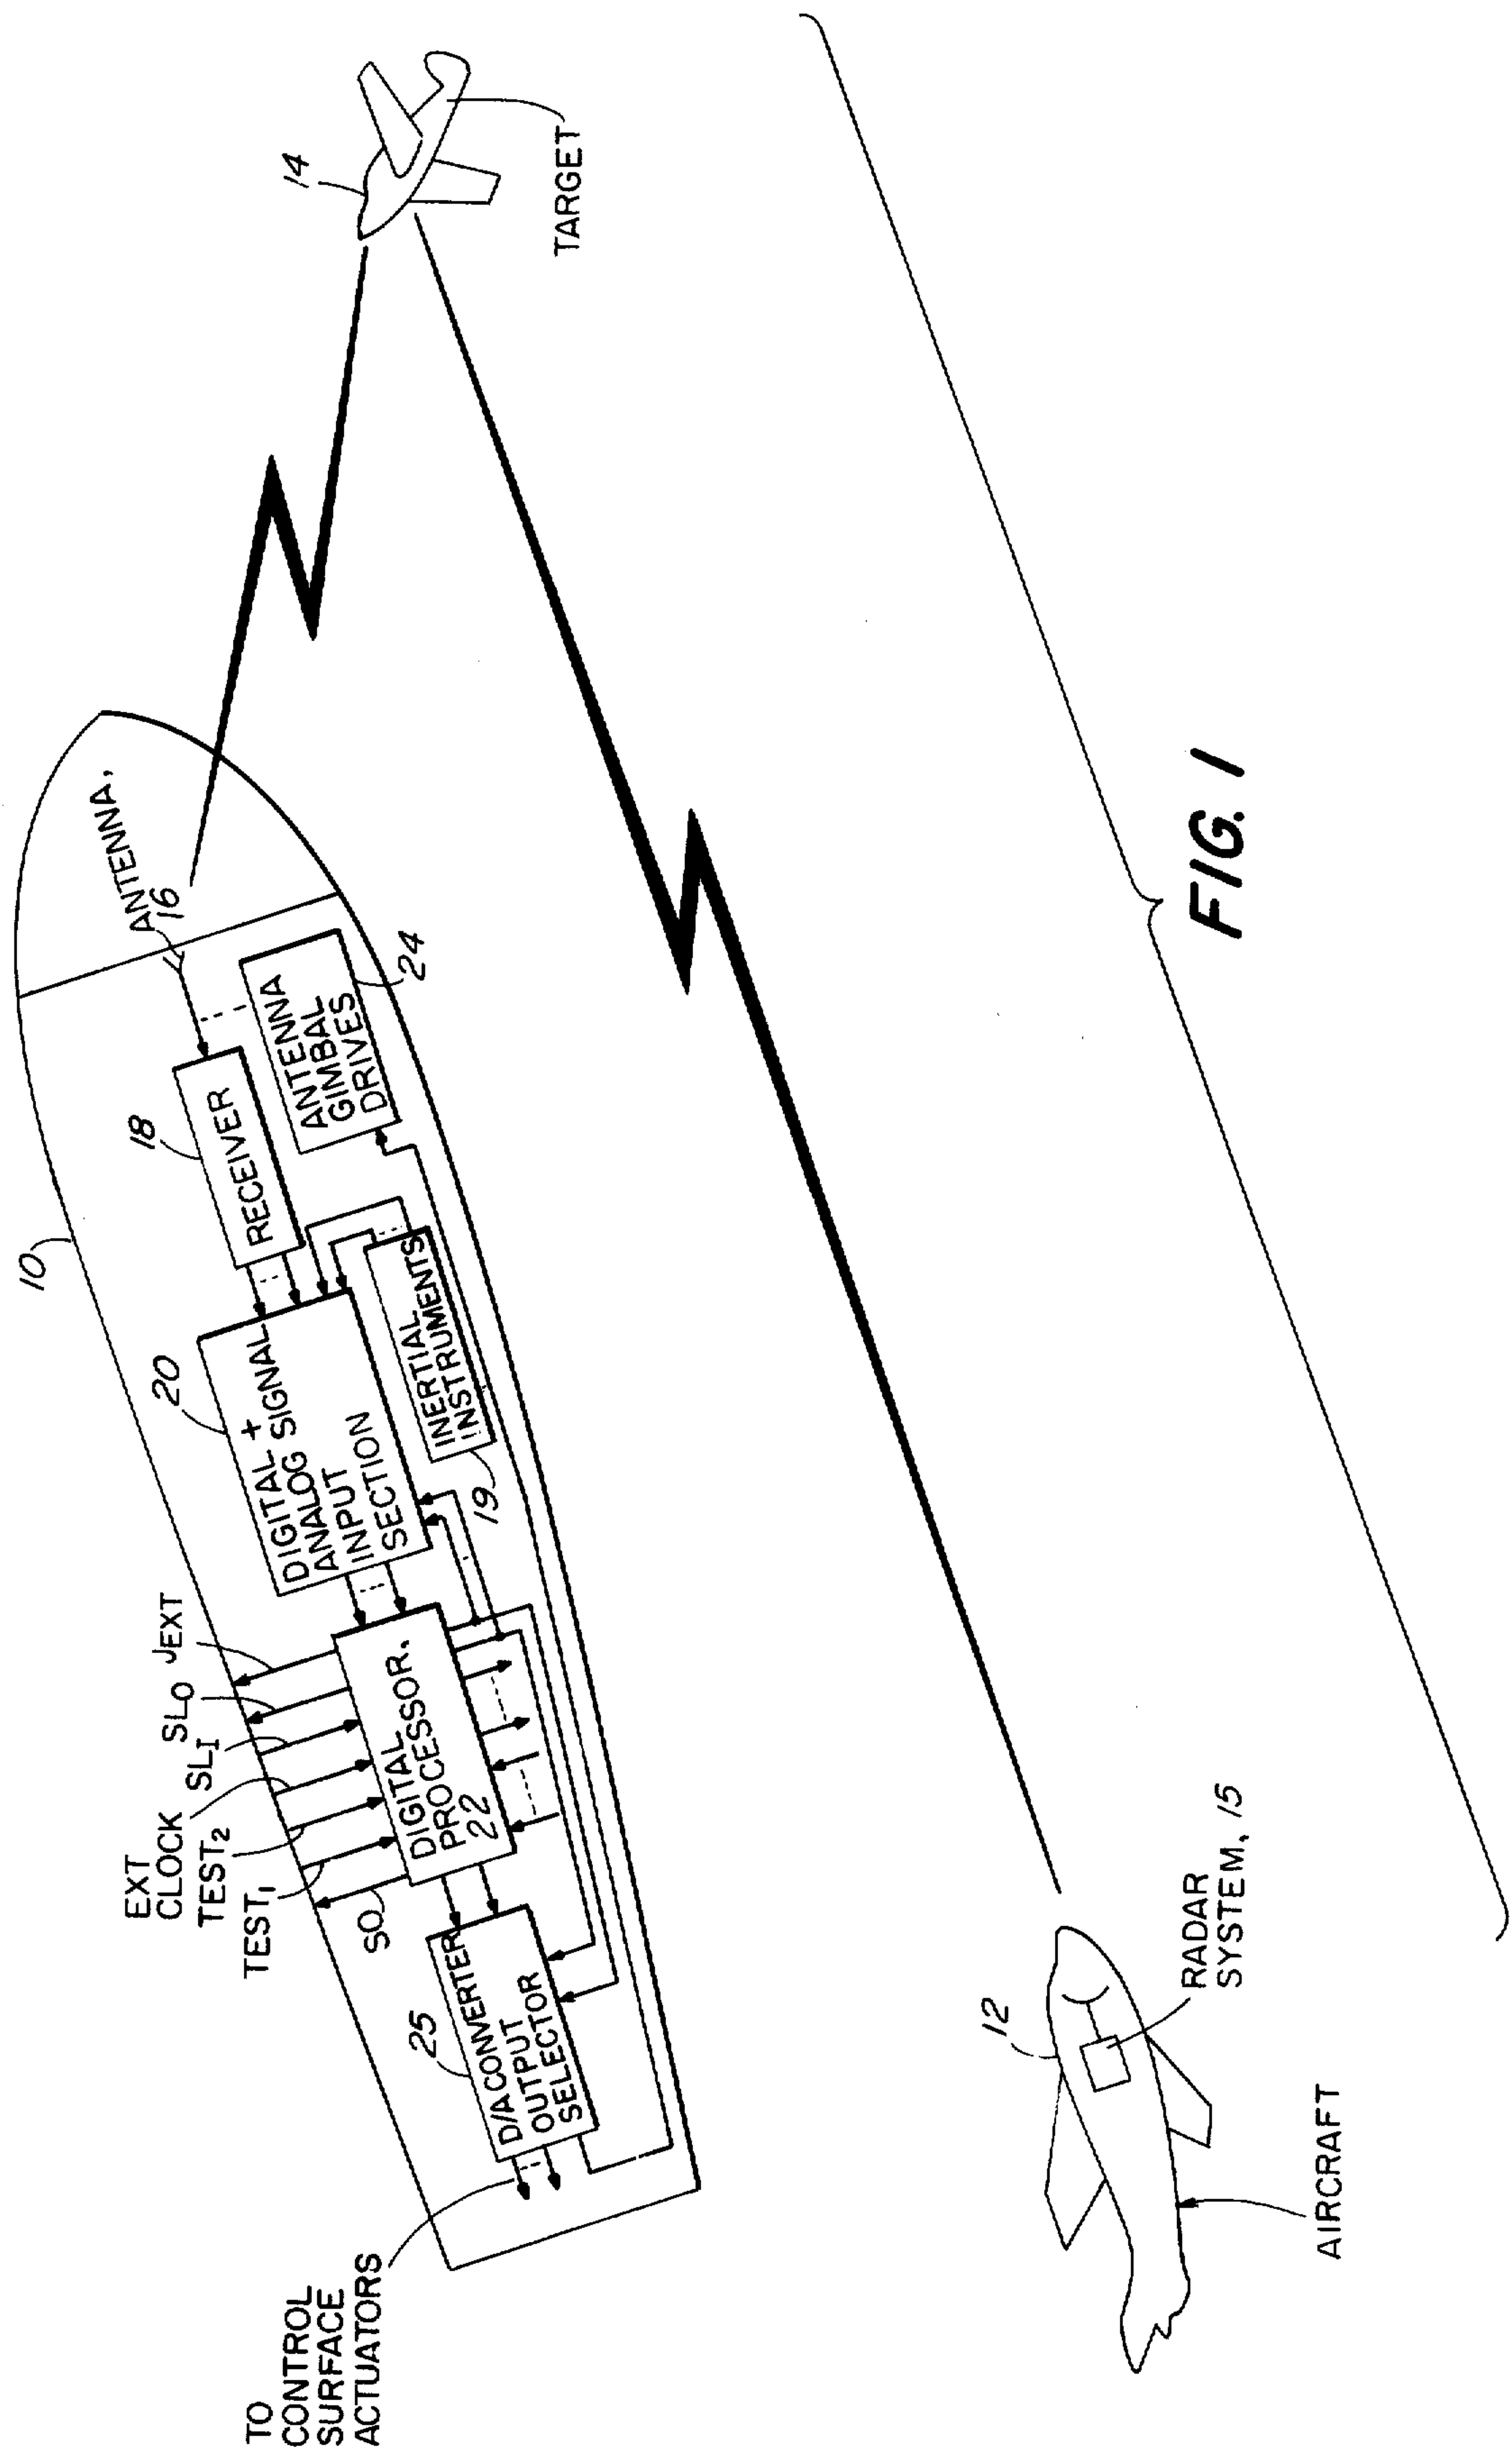 TO
CONTROL
SURFACE
ACTUATORS
25
D/A CONVERTER
OUTPUT
SELECTOR
SO
TEST1
TEST2
EXT
CLOCK
SLI
SLO
JEXT
DIGITAL
PROCESSOR,
22
20
DIGITAL +
ANALOG SIGNAL
INPUT
SECTION
19
INERTIAL
INSTRUMENTS
10
18
RECEIVER
ANTENNA
GIMBAL
DRIVES
24
ANTENNA,
16
14
TARGET
12
AIRCRAFT
RADAR
SYSTEM, 15
FIG. 1